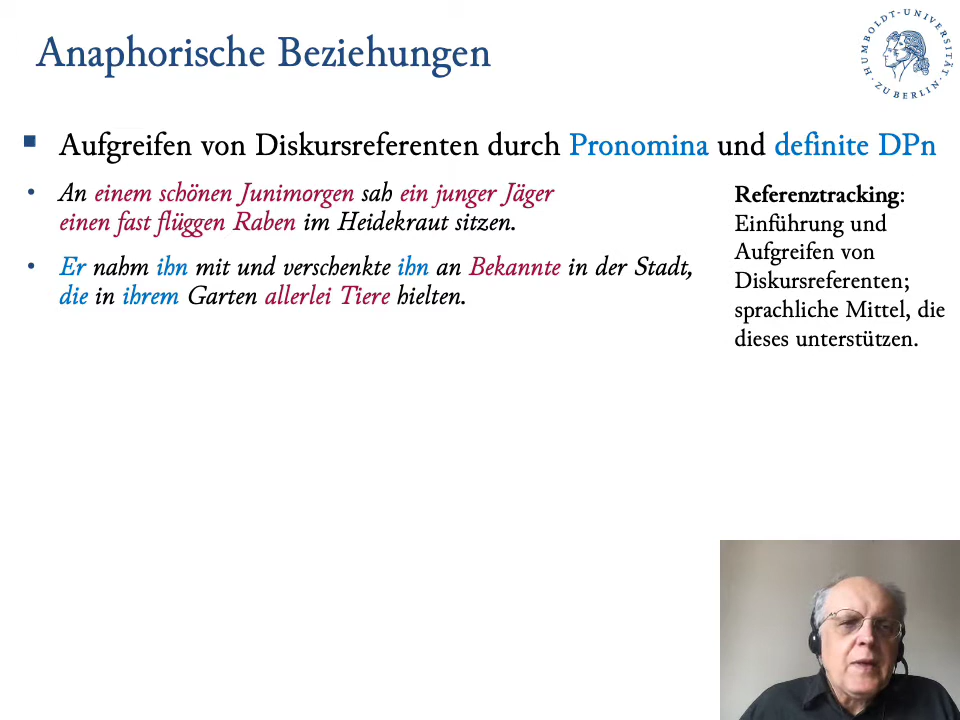 Anaphorische Beziehungen
HUMBOLDT-UNIVERSITÄT ZU BERLIN
Aufgreifen von Diskursreferenten durch Pronomina und definite DPn
An einem schönen Junimorgen sah ein junger Jäger
einen fast flüggen Raben im Heidekraut sitzen.
Er nahm ihn mit und verschenkte ihn an Bekannte in der Stadt,
die in ihrem Garten allerlei Tiere hielten.
Referenztracking:
Einführung und
Aufgreifen von
Diskursreferenten;
sprachliche Mittel, die
dieses unterstützen.